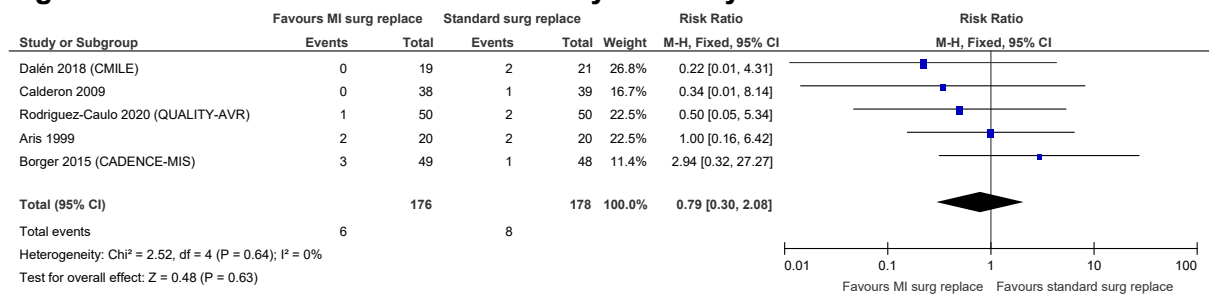 Favours MI surg replace Standard surg replace Risk Ratio Risk Ratio
Study or Subgroup Events Total Events Total Weight M-H, Fixed, 95% CI M-H, Fixed, 95% CI
Dalén 2018 (CMILE) 0 19 2 21 26.8% 0.22 [0.01, 4.31]
Calderon 2009 0 38 1 39 16.7% 0.34 [0.01, 8.14]
Rodriguez-Caulo 2020 (QUALITY-AVR) 1 50 2 50 22.5% 0.50 [0.05, 5.34]
Aris 1999 2 20 2 20 22.5% 1.00 [0.16, 6.42]
Borger 2015 (CADENCE-MIS) 3 49 1 48 11.4% 2.94 [0.32, 27.27]
Total (95% CI) 176 178 100.0% 0.79 [0.30, 2.08]
Total events 6 8
Heterogeneity: Chi² = 2.52, df = 4 (P = 0.64); I² = 0%
Test for overall effect: Z = 0.48 (P = 0.63)
0.01 0.1 1 10 100
Favours MI surg replace Favours standard surg replace